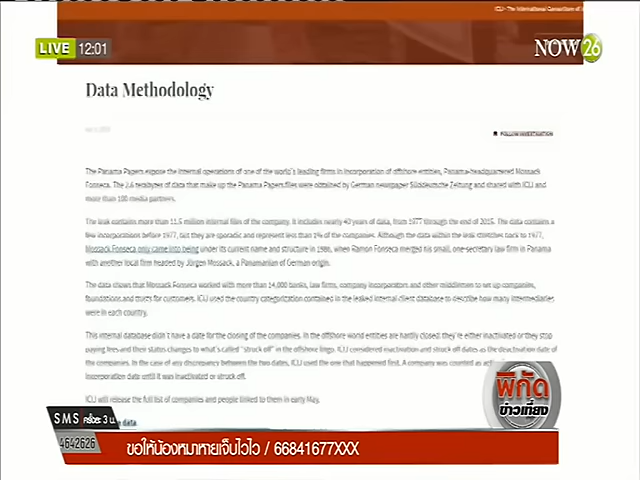 ICIJ - The International Consortium of
LIVE 12:01
NOW26
Data Methodology
FOLLOW INVESTIGATION
The Panama Papers expose the internal operations of one of the world's leading firms in incorporation of offshore entities, Panama-headquartered Mossack
Fonseca. The 2.6 terabytes of data that make up the Panama Papers files were obtained by German newspaper Süddeutsche Zeitung and shared with ICIJ and
more than 100 media partners.
The leak contains more than 11.5 million internal files of the company. It includes nearly 40 years of data, from 1977 through the end of 2015. The data contains a
few incorporations before 1977, but they are sporadic and represent less than 1% of the companies. Although the data within the leak stretches back to 1977,
Mossack Fonseca only came into being under its current name and structure in 1986, when Ramon Fonseca merged his small, one-secretary law firm in Panama
with another local firm headed by Jürgen Mossack, a Panamanian of German origin.
The data shows that Mossack Fonseca worked with more than 14,000 banks, law firms, company incorporators and other middlemen to set up companies,
foundations and trusts for customers. ICIJ used the country categorization contained in the leaked internal client database to describe how many intermediaries
were in each country.
This internal database didn't have a date for the closing of the companies. In the offshore world entities are hardly closed; they're either inactivated or they stop
paying fees and their status changes to what's called "struck off" in the offshore lingo. ICIJ considered inactivation and struck off dates as the deactivation date of
the companies. In the case of any discrepancy between the two dates, ICIJ used the one that happened first. A company was counted as
incorporation date until it was inactivated or struck off.
ICIJ will release the full list of companies and people linked to them in early May.
พิกัด
ข่าวเที่ยง
SMS ครั้งละ 3 บ.
data
4642626
ขอให้น้องหมาหายเจ็บไวไว / 66841677XXX